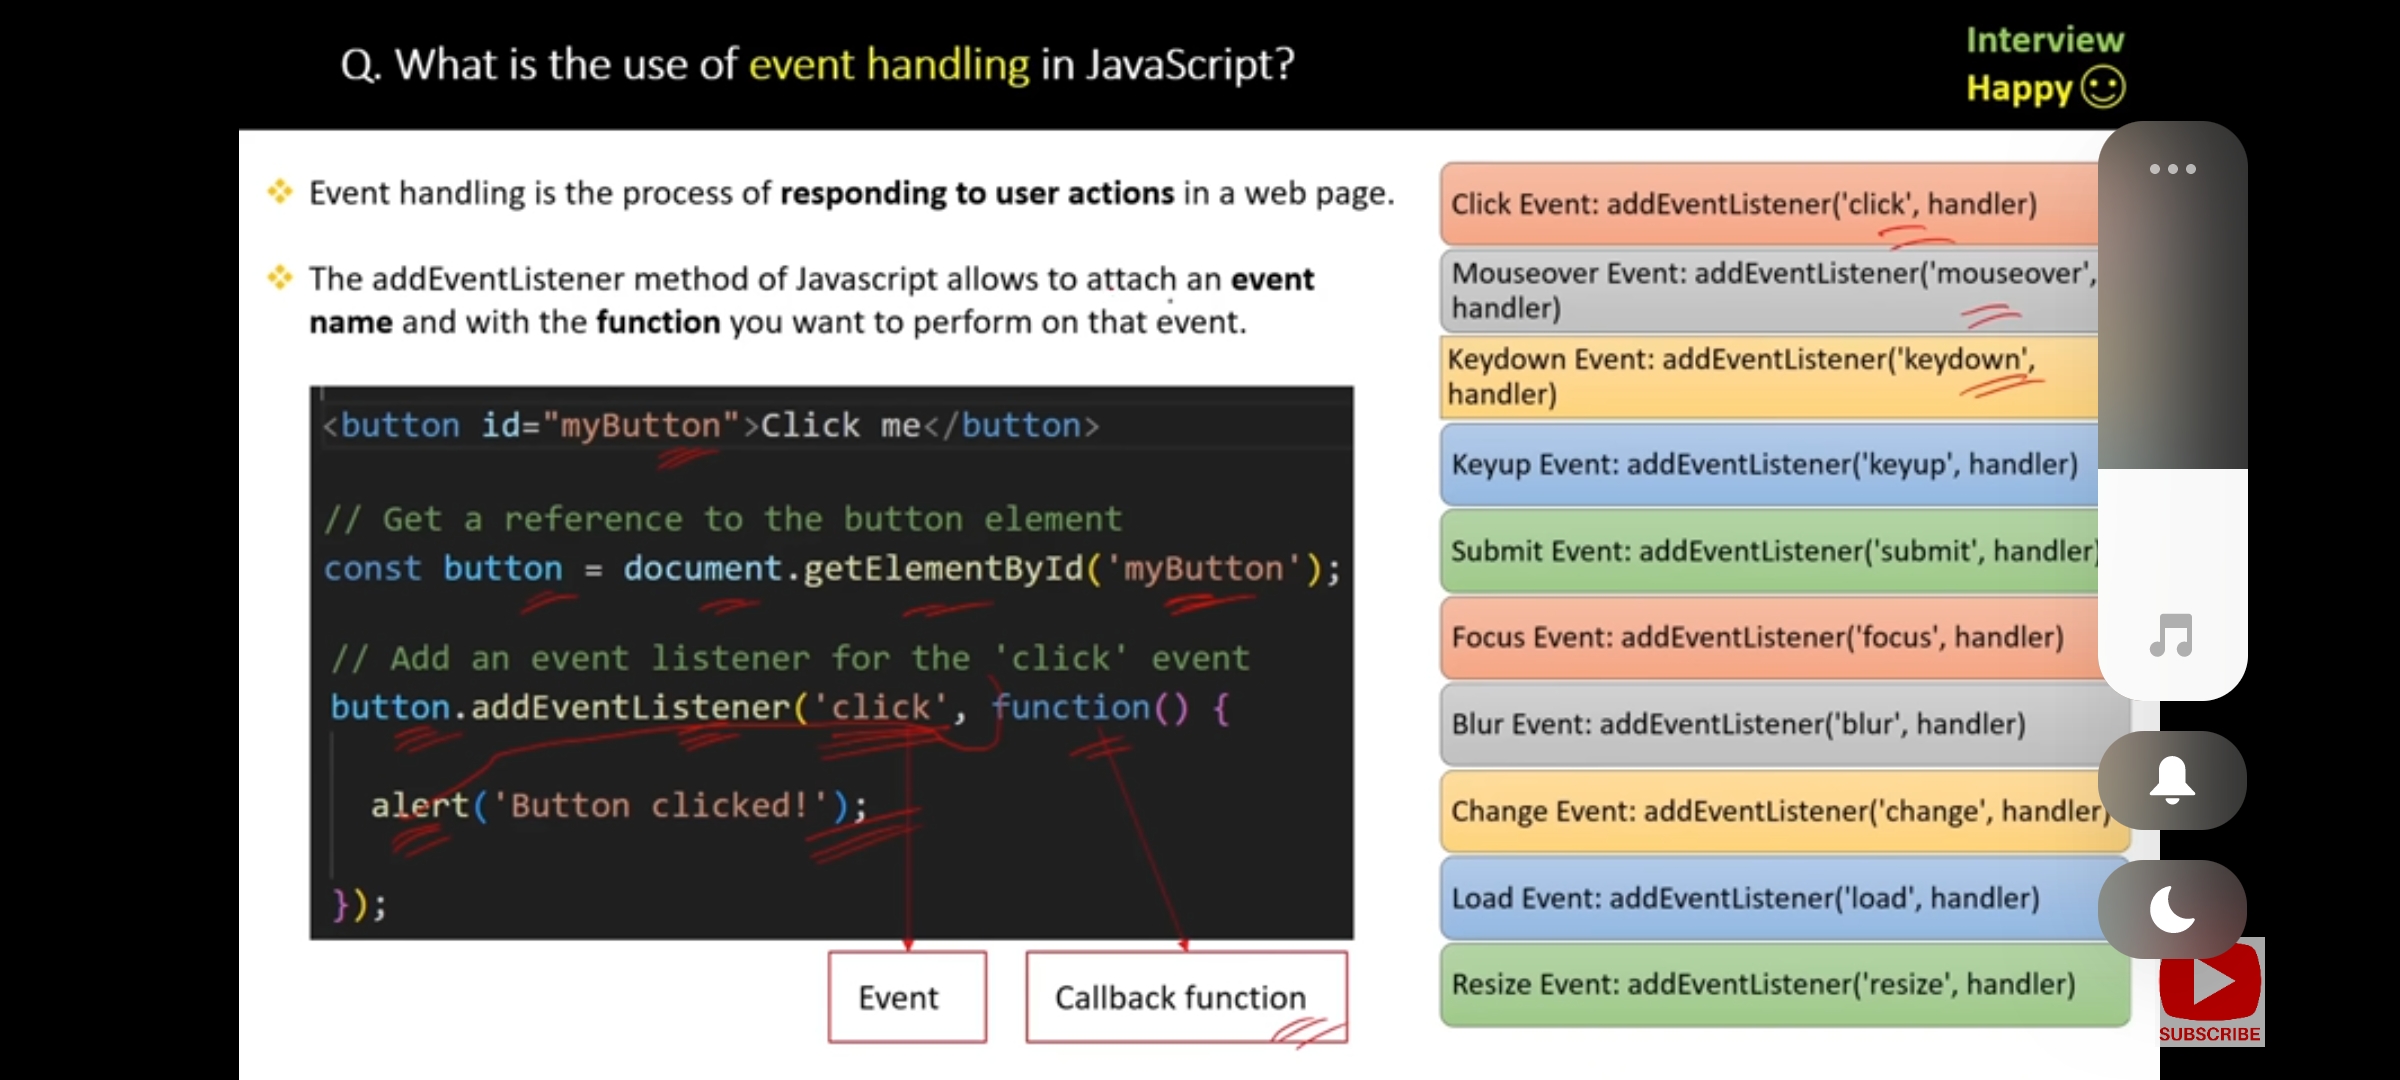 Q. What is the use of event handling in JavaScript?
Interview
Happy
Event handling is the process of responding to user actions in a web page.
The addEventListener method of Javascript allows to attach an event
name and with the function you want to perform on that event.
<button id="myButton">Click me</button>
// Get a reference to the button element
const button = document.getElementById('myButton');
// Add an event listener for the 'click' event
button.addEventListener('click', function() {
alert('Button clicked!');
});
Event
Callback function
Click Event: addEventListener('click', handler)
Mouseover Event: addEventListener('mouseover',
handler)
Keydown Event: addEventListener('keydown',
handler)
Keyup Event: addEventListener('keyup', handler)
Submit Event: addEventListener('submit', handler)
Focus Event: addEventListener('focus', handler)
Blur Event: addEventListener('blur', handler)
Change Event: addEventListener('change', handler)
Load Event: addEventListener('load', handler)
Resize Event: addEventListener('resize', handler)
SUBSCRIBE